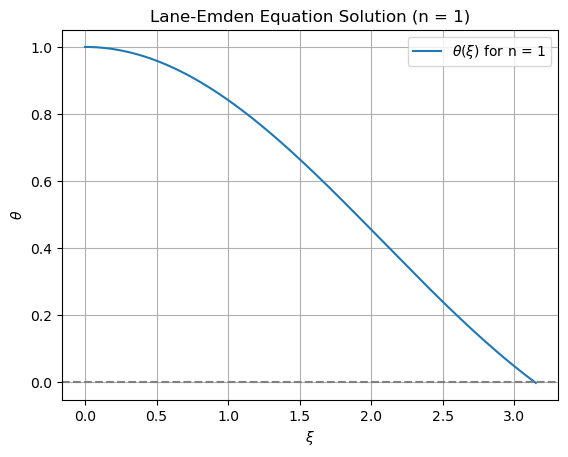 Lane-Emden Equation Solution (n = 1)
θ(ξ) for n = 1
θ
1.0
0.8
0.6
0.4
0.2
0.0
0.0 0.5 1.0 1.5 2.0 2.5 3.0
ξ